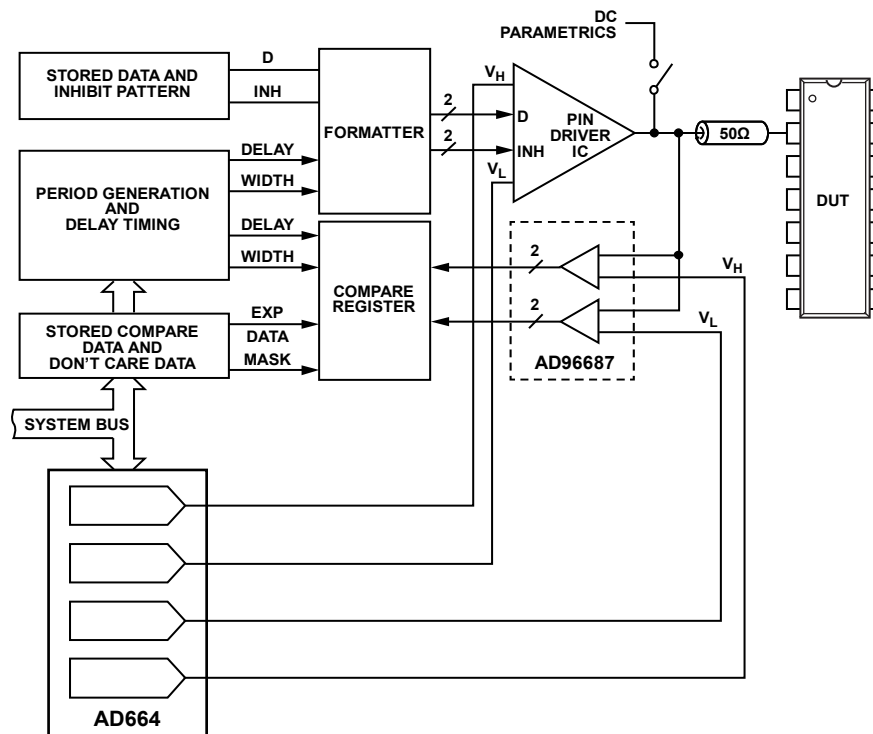 DC
PARAMETRICS
STORED DATA AND
INHIBIT PATTERN
D
INH
FORMATTER
2
2
V_H
D
PIN
DRIVER
IC
INH
V_L
50Ω
DUT
PERIOD GENERATION
AND
DELAY TIMING
DELAY
WIDTH
DELAY
WIDTH
COMPARE
REGISTER
2
2
V_H
V_L
AD96687
STORED COMPARE
DATA AND
DON'T CARE DATA
EXP
DATA
MASK
SYSTEM BUS
AD664